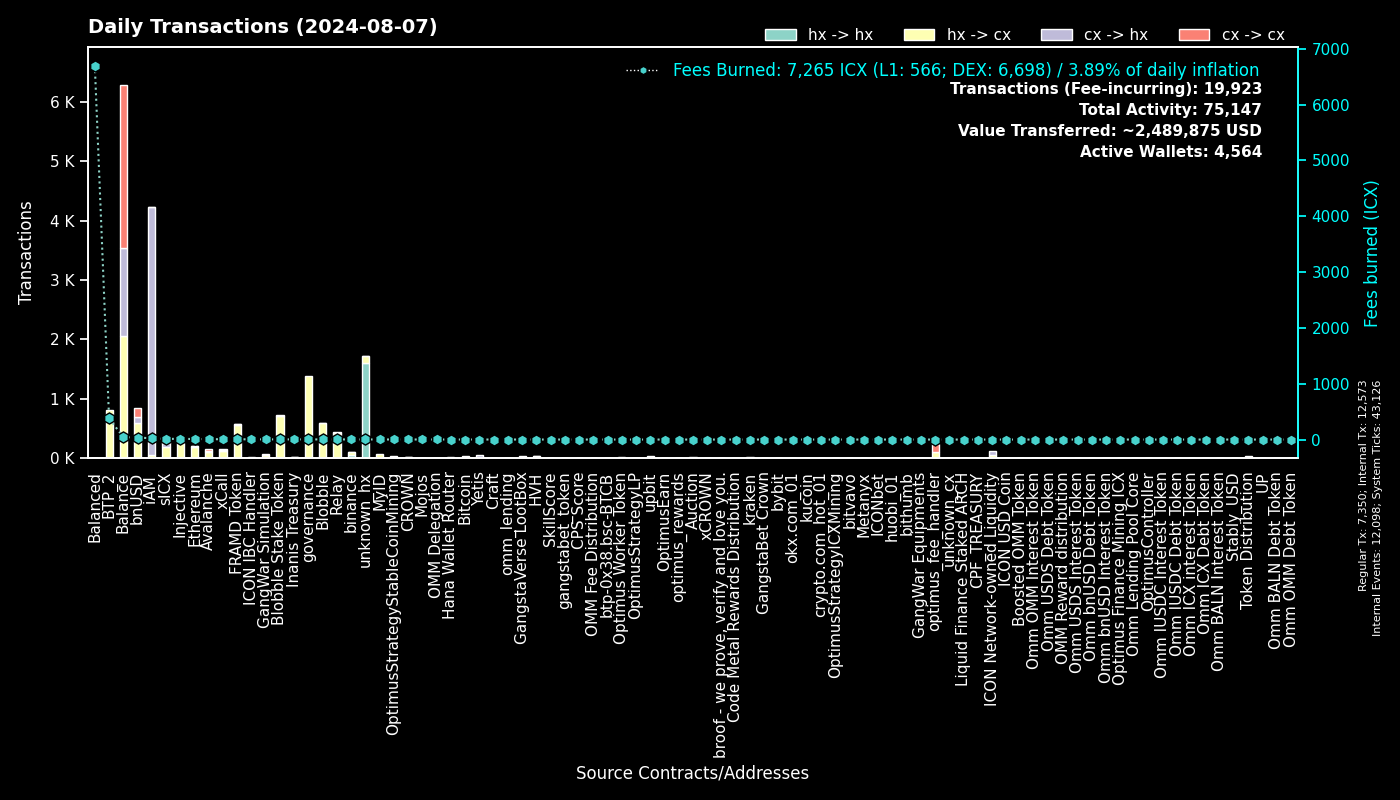 Daily Transactions (2024-08-07)
hx -> hx
hx -> cx
cx -> hx
cx -> cx
Fees Burned: 7,265 ICX (L1: 566; DEX: 6,698) / 3.89% of daily inflation
Transactions (Fee-incurring): 19,923
Total Activity: 75,147
Value Transferred: ~2,489,875 USD
Active Wallets: 4,564
Transactions
6 K
5 K
4 K
3 K
2 K
1 K
0 K
7000
6000
5000
4000
3000
2000
1000
0
Fees burned (ICX)
Regular Tx: 7,350; Internal Tx: 12,573
Internal Events: 12,098; System Ticks: 43,126
Balanced
BTP_2
Balance
bnUSD
iAM
sICX
Injective
Ethereum
Avalanche
xCall
FRAMD Token
ICON IBC Handler
GangWar Simulation
Blobble Stake Token
Inanis Treasury
governance
Blobble
Relay
binance
unknown_hx
MyID
OptimusStrategyStableCoinMining
CROWN
Mojos
OMM Delegation
Hana Wallet Router
Bitcoin
Yetis
Craft
omm_lending
GangstaVerse_LootBox
HVH
SkillScore
gangstabet_token
CPS Score
OMM Fee Distribution
btp-0x38.bsc-BTCB
Optimus Worker Token
OptimusStrategyLP
upbit
OptimusEarn
optimus_rewards
_Auction
xCROWN
broof - we prove, verify and love you.
Code Metal Rewards Distribution
kraken
GangstaBet Crown
bybit
okx.com_01
kucoin
crypto.com_hot_01
OptimusStrategyICXMining
bitvavo
Metanyx
ICONbet
huobi_01
bithumb
GangWar Equipments
optimus_fee_handler
unknown_cx
Liquid Finance Staked ARCH
CPF_TREASURY
ICON Network-owned Liquidity
ICON USD Coin
Boosted OMM Token
Omm OMM Interest Token
Omm USDS Debt Token
OMM Reward distribution
Omm USDS Interest Token
Omm bnUSD Debt Token
Omm bnUSD Interest Token
Optimus Finance Mining ICX
Omm Lending Pool Core
OptimusController
Omm IUSDC Interest Token
Omm IUSDC Debt Token
Omm ICX interest Token
Omm ICX Debt Token
Omm BALN Interest Token
Stably_USD
Token Distribution
UP
Omm BALN Debt Token
Omm OMM Debt Token
Source Contracts/Addresses